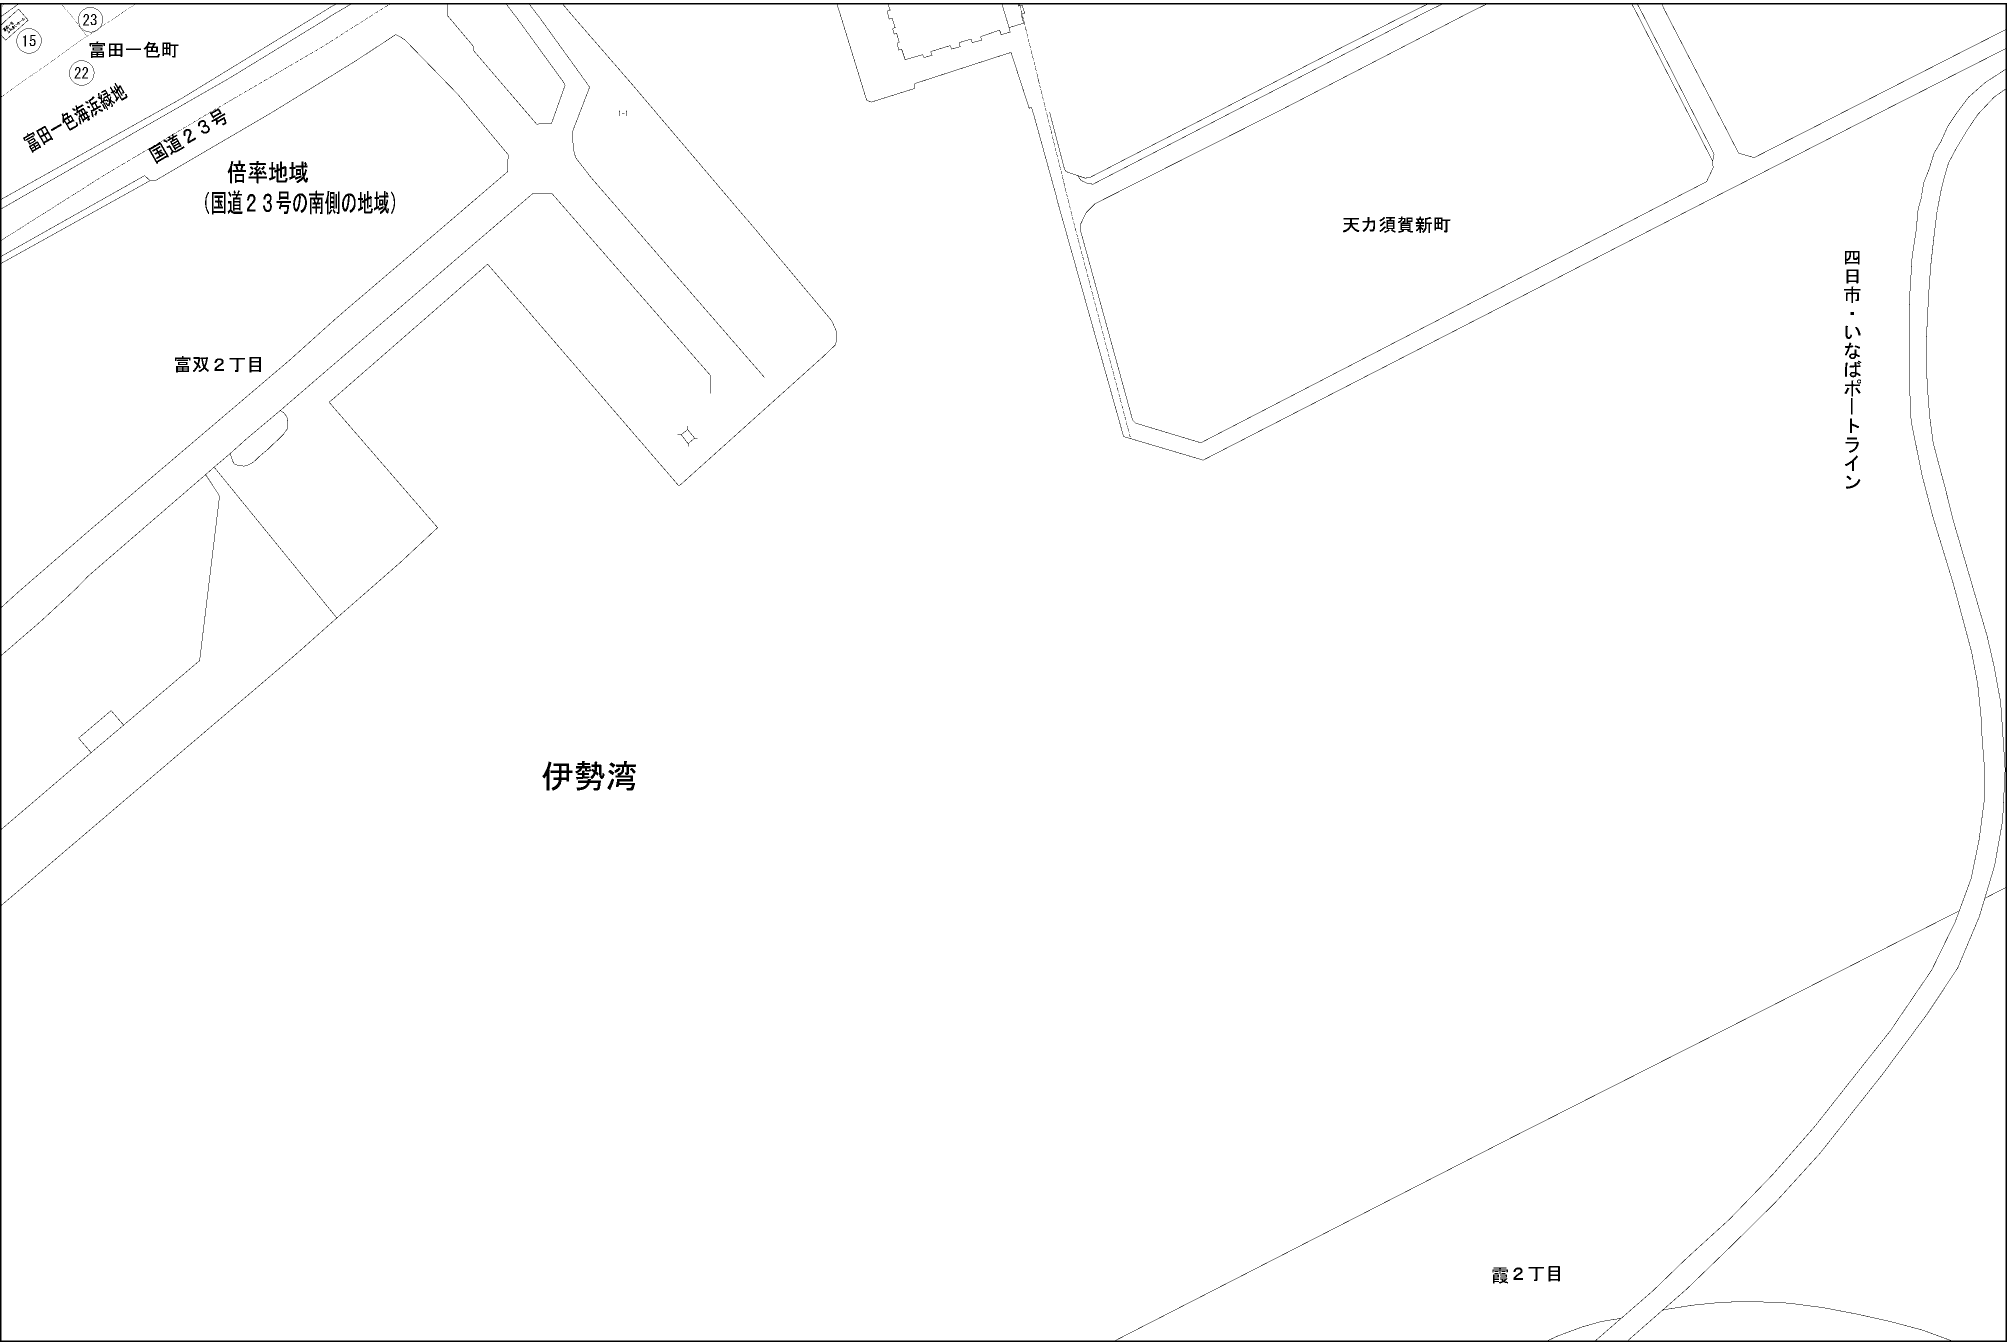 23
15
富田一色町
22
富田一色海浜緑地
国道２３号
倍率地域
（国道２３号の南側の地域）
天カ須賀新町
四日市・いなばポートライン
富双２丁目
伊勢湾
霞２丁目